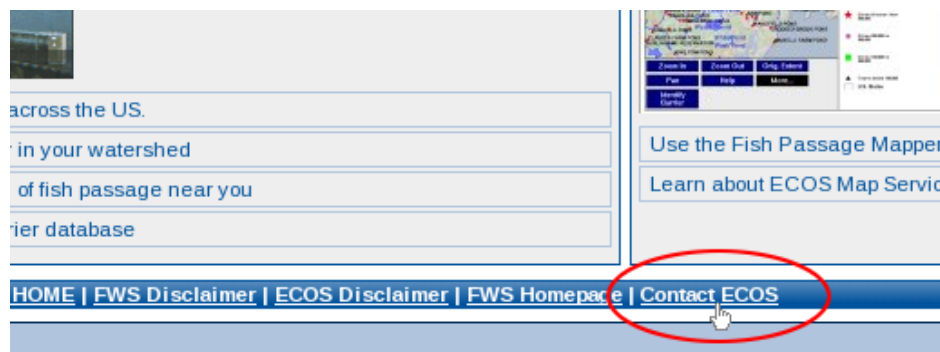 across the US.
in your watershed
of fish passage near you
rier database
Zoom In Zoom Out Orig. Extent
Pan Help More...
Identify
Barrier
Use the Fish Passage Mapper
Learn about ECOS Map Servic
HOME | FWS Disclaimer | ECOS Disclaimer | FWS Homepage | Contact ECOS